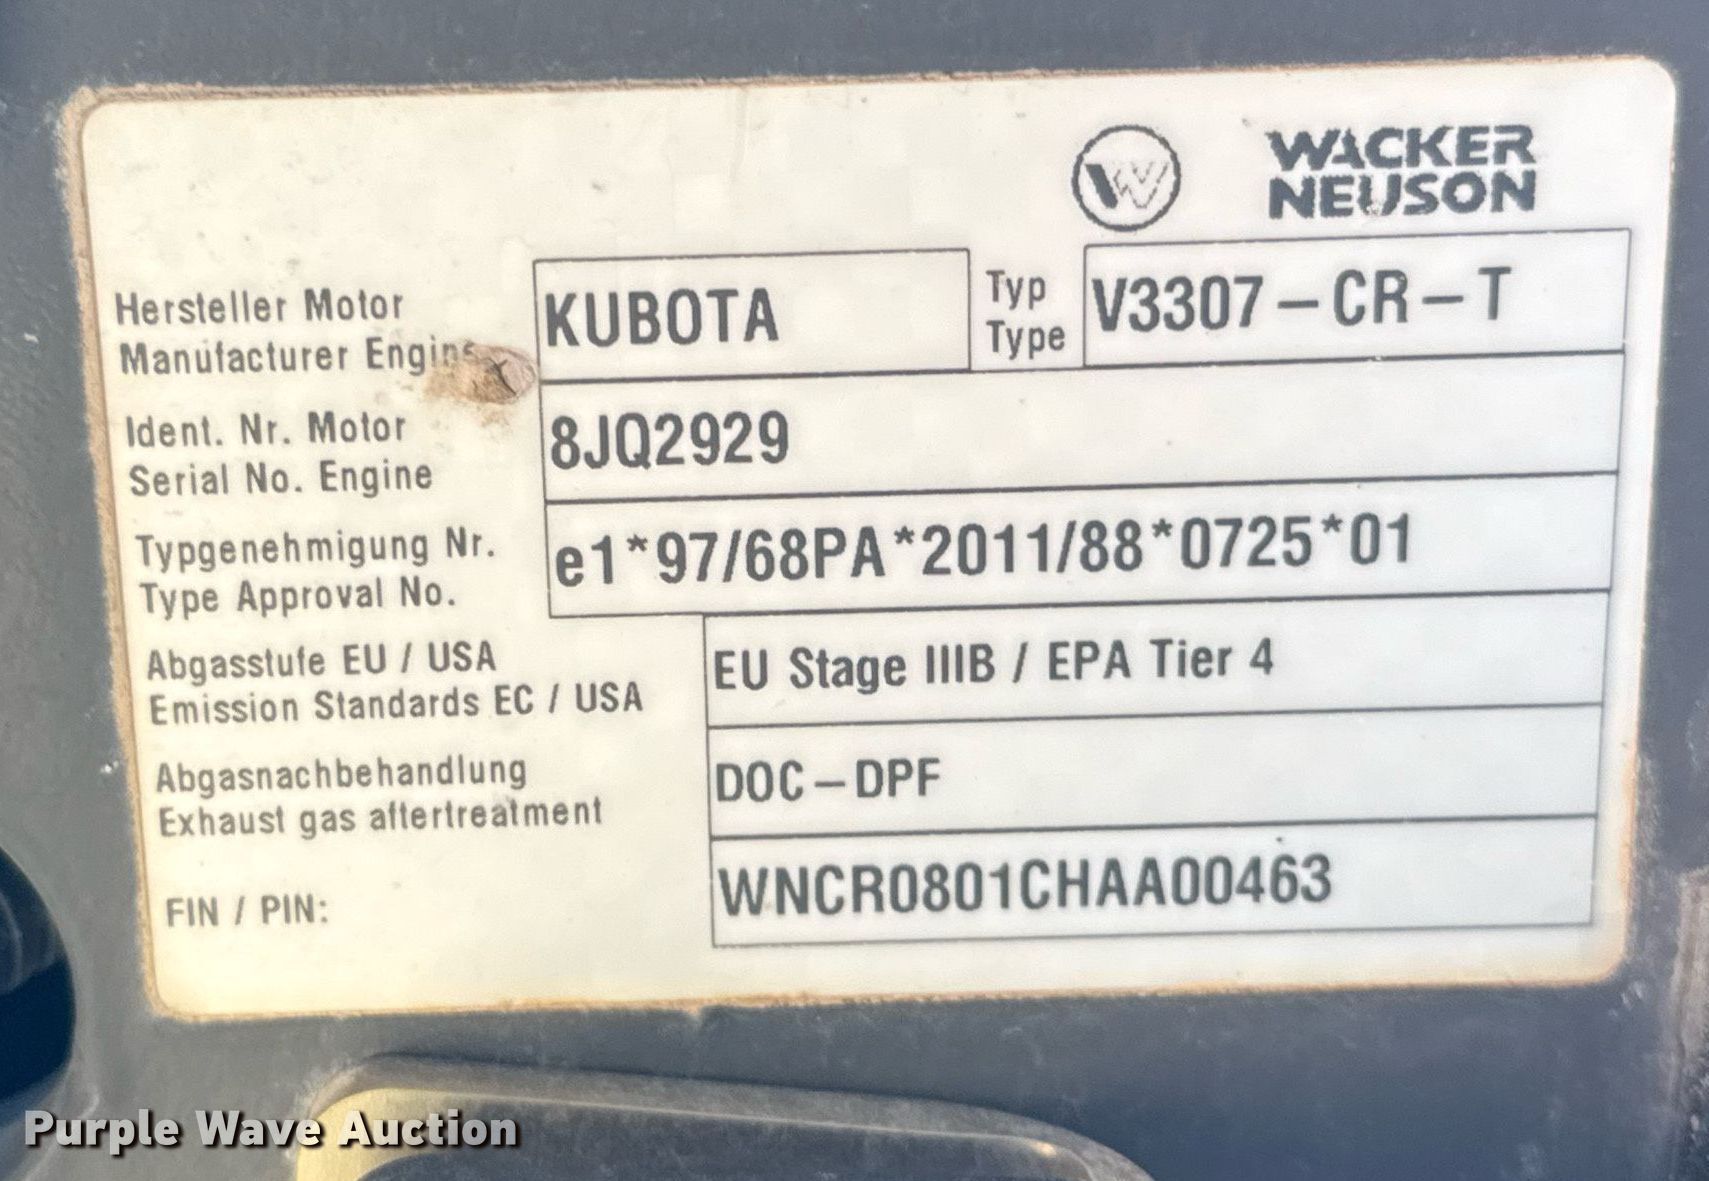 WACKER
NEUSON
Hersteller Motor
Manufacturer Engine
KUBOTA
Typ
Type
V3307-CR-T
Ident. Nr. Motor
Serial No. Engine
8JQ2929
Typgenehmigung Nr.
Type Approval No.
e1*97/68PA*2011/88*0725*01
Abgasstufe EU / USA
Emission Standards EC / USA
EU Stage IIIB / EPA Tier 4
Abgasnachbehandlung
Exhaust gas aftertreatment
DOC-DPF
FIN / PIN:
WNCR0801CHAA00463
Purple Wave Auction